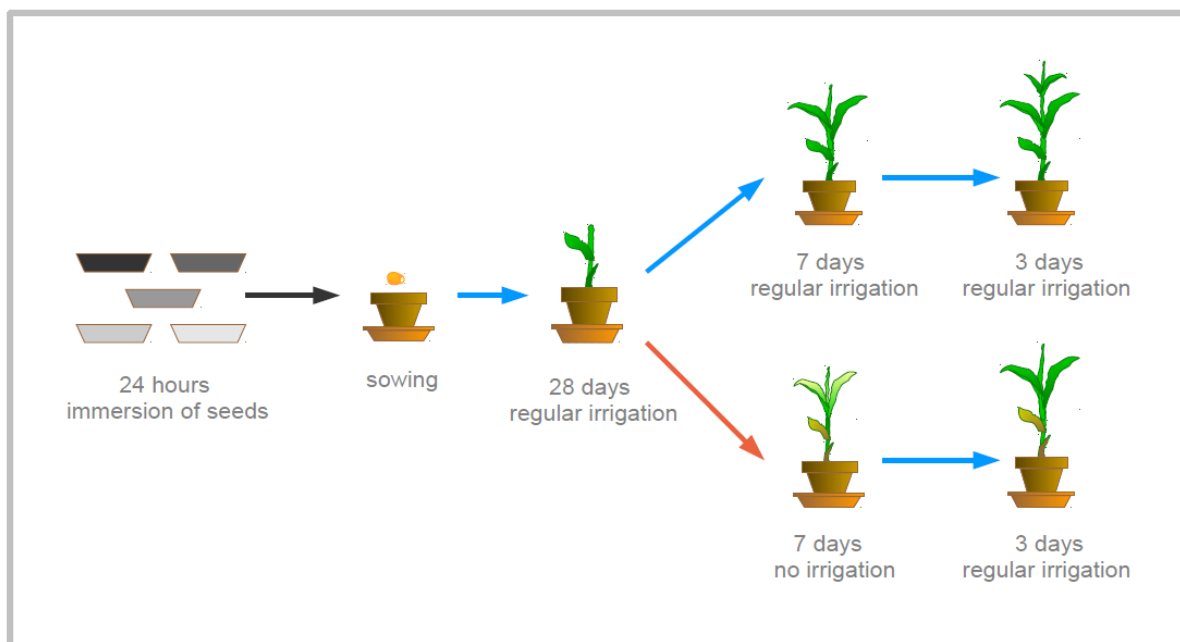 24 hours
immersion of seeds
sowing
28 days
regular irrigation
7 days
regular irrigation
3 days
regular irrigation
7 days
no irrigation
3 days
regular irrigation